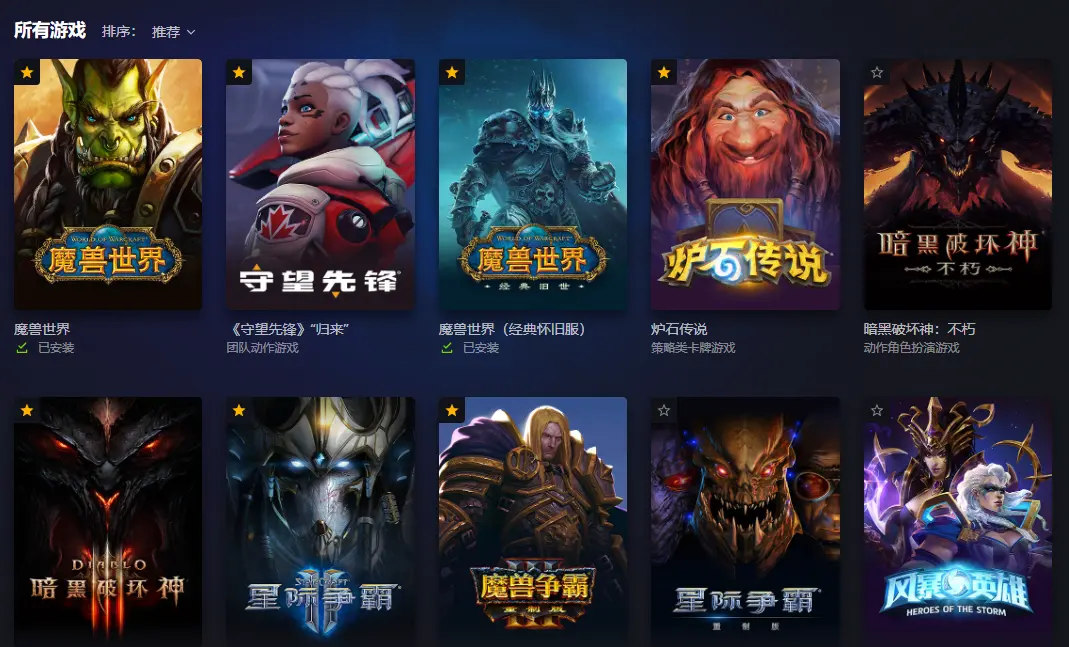 所有游戏 排序： 推荐
WORLD OF WARCRAFT
魔兽世界
守望先锋
WORLD OF WARCRAFT
魔兽世界
经典旧世
炉石传说
暗黑破坏神
不朽
魔兽世界
已安装
《守望先锋》“归来”
团队动作游戏
魔兽世界（经典怀旧服）
已安装
炉石传说
策略类卡牌游戏
暗黑破坏神：不朽
动作角色扮演游戏
DIABLO
暗黑破坏神
III
STARCRAFT
星际争霸
II
III
魔兽争霸
重制版
星际争霸
重制版
风暴英雄
HEROES OF THE STORM